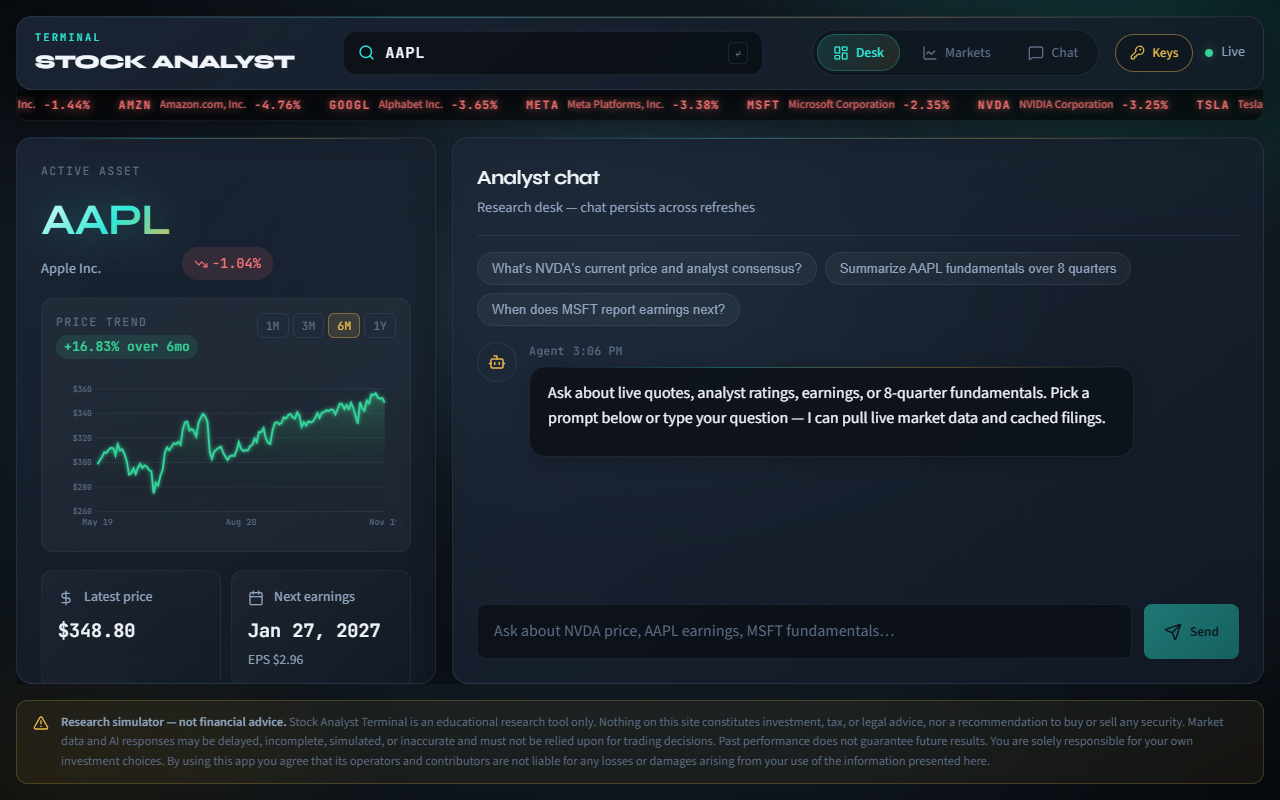 TERMINAL
STOCK ANALYST
AAPL
Desk
Markets
Chat
Keys
Live
Inc. -1.44% AMZN Amazon.com, Inc. -4.76% GOOGL Alphabet Inc. -3.65% META Meta Platforms, Inc. -3.38% MSFT Microsoft Corporation -2.35% NVDA NVIDIA Corporation -3.25% TSLA Tesla
ACTIVE ASSET
AAPL
Apple Inc.
-1.04%
PRICE TREND
1M 3M 6M 1Y
+16.83% over 6mo
$360
$340
$320
$300
$280
$260
May 19 Aug 20 Nov
Latest price
$348.80
Next earnings
Jan 27, 2027
EPS $2.96
Analyst chat
Research desk — chat persists across refreshes
What's NVDA's current price and analyst consensus?
Summarize AAPL fundamentals over 8 quarters
When does MSFT report earnings next?
Agent 3:06 PM
Ask about live quotes, analyst ratings, earnings, or 8-quarter fundamentals. Pick a
prompt below or type your question — I can pull live market data and cached filings.
Ask about NVDA price, AAPL earnings, MSFT fundamentals…
Send
Research simulator — not financial advice. Stock Analyst Terminal is an educational research tool only. Nothing on this site constitutes investment, tax, or legal advice, nor a recommendation to buy or sell any security. Market
data and AI responses may be delayed, incomplete, simulated, or inaccurate and must not be relied upon for trading decisions. Past performance does not guarantee future results. You are solely responsible for your own
investment choices. By using this app you agree that its operators and contributors are not liable for any losses or damages arising from your use of the information presented here.